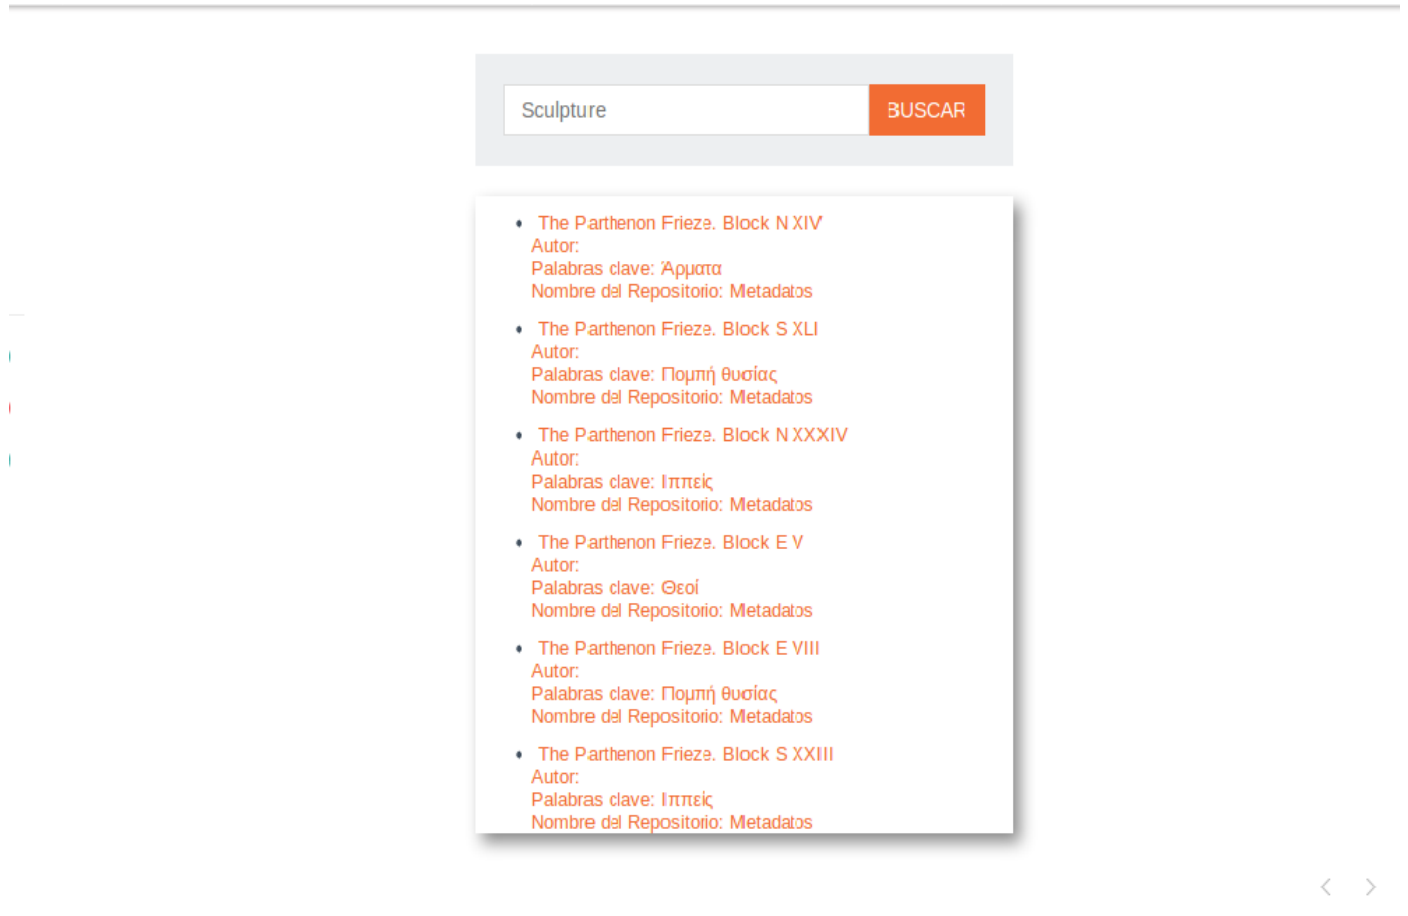 Sculpture
BUSCAR
The Parthenon Frieze. Block N XIV
Autor:
Palabras clave: Άρματα
Nombre del Repositorio: Metadatos
The Parthenon Frieze. Block S XLI
Autor:
Palabras clave: Πομπή θυσίας
Nombre del Repositorio: Metadatos
The Parthenon Frieze. Block N XXXIV
Autor:
Palabras clave: Ιππείς
Nombre del Repositorio: Metadatos
The Parthenon Frieze. Block E V
Autor:
Palabras clave: Θεοί
Nombre del Repositorio: Metadatos
The Parthenon Frieze. Block E VIII
Autor:
Palabras clave: Πομπή θυσίας
Nombre del Repositorio: Metadatos
The Parthenon Frieze. Block S XXIII
Autor:
Palabras clave: Ιππείς
Nombre del Repositorio: Metadatos